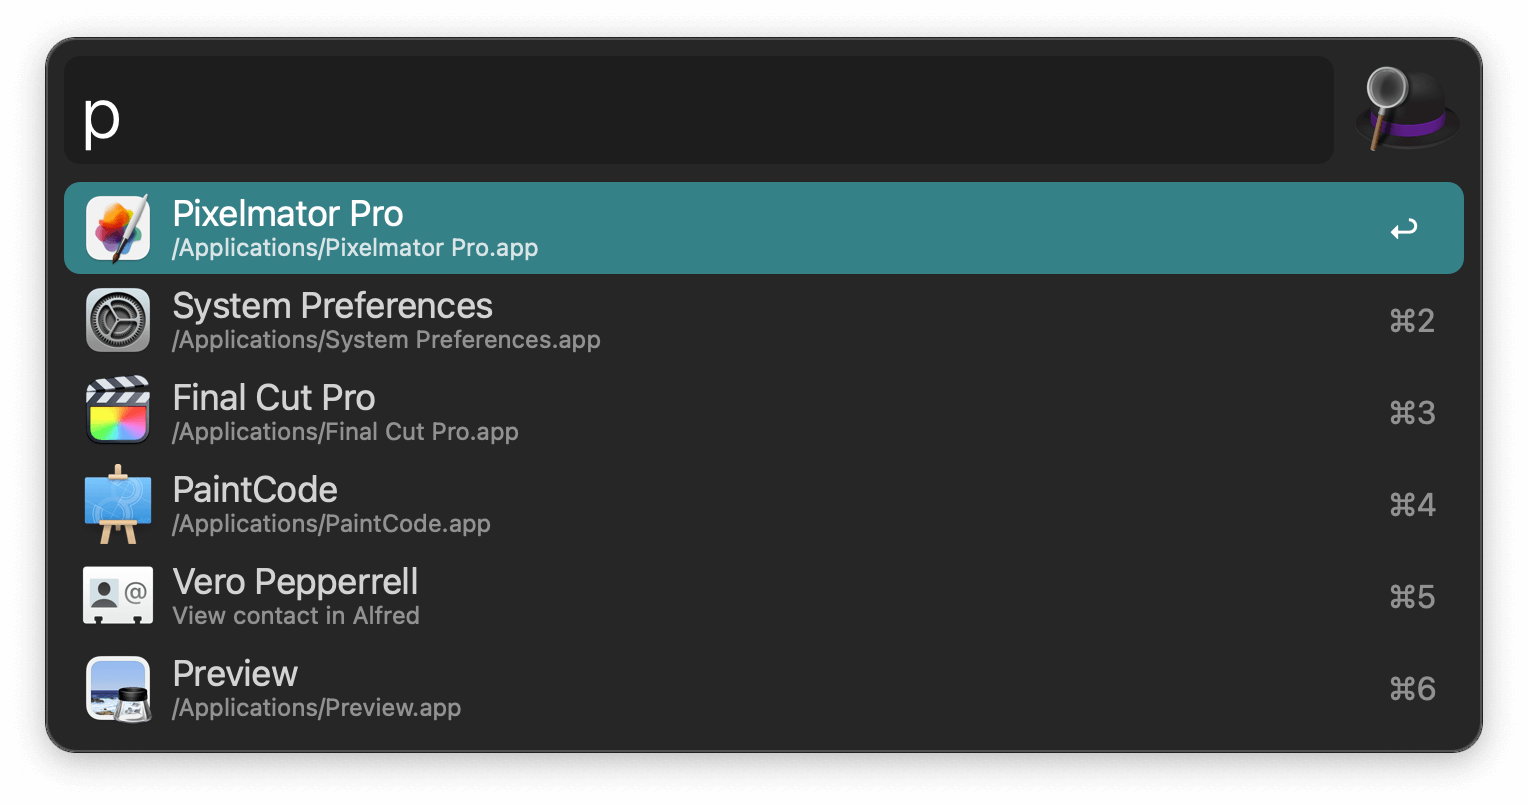 p
Pixelmator Pro
/Applications/Pixelmator Pro.app
↩
System Preferences
/Applications/System Preferences.app
⌘2
Final Cut Pro
/Applications/Final Cut Pro.app
⌘3
PaintCode
/Applications/PaintCode.app
⌘4
@
Vero Pepperrell
View contact in Alfred
⌘5
Preview
/Applications/Preview.app
⌘6